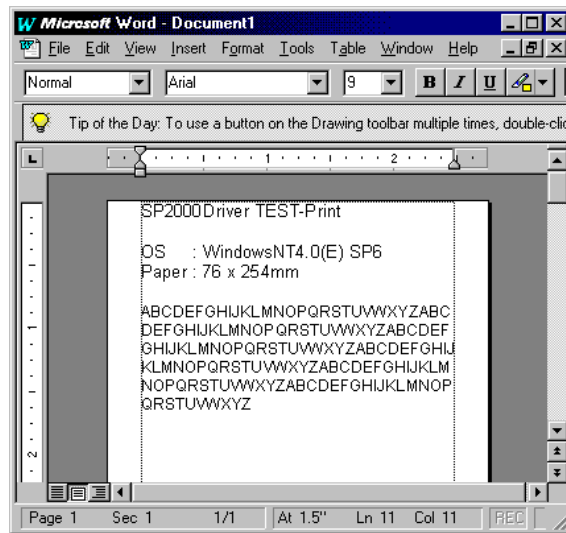 Microsoft Word - Document1
File Edit View Insert Format Tools Table Window Help
Normal Arial 9 B I U
Tip of the Day: To use a button on the Drawing toolbar multiple times, double-clic
L 1 2
SP2000Driver TEST-Print
OS : WindowsNT4.0(E) SP6
Paper : 76 x 254mm
ABCDEFGHIJKLMNOPQRSTUVWXYZABC
DEFGHIJKLMNOPQRSTUVWXYZABCDEF
GHIJKLMNOPQRSTUVWXYZABCDEFGHIJ
KLMNOPQRSTUVWXYZABCDEFGHIJKLM
NOPQRSTUVWXYZABCDEFGHIJKLMNOP
QRSTUVWXYZ
1
2
Page 1 Sec 1 1/1 At 1.5" Ln 11 Col 11 REC